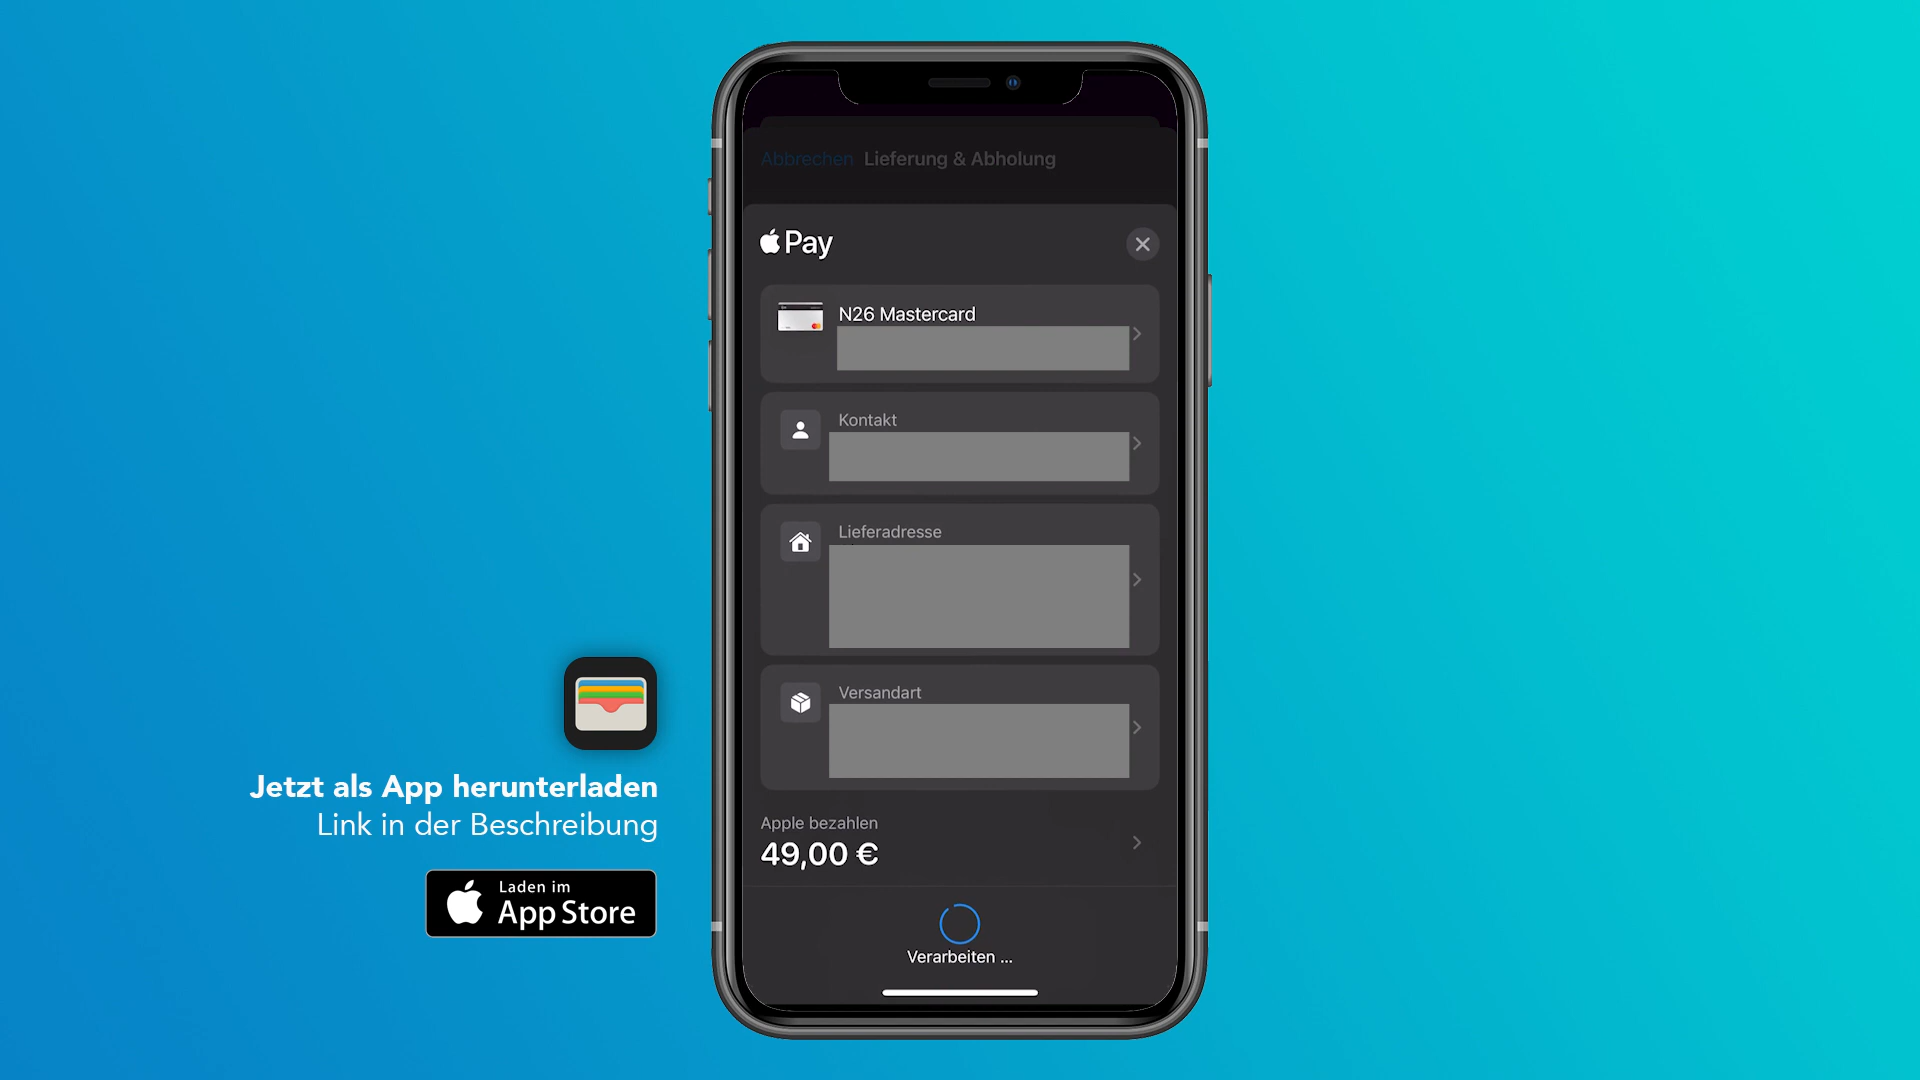 Abbrechen Lieferung & Abholung
Pay
N26 Mastercard
Kontakt
Lieferadresse
Versandart
Apple bezahlen
49,00 €
Verarbeiten ...
Jetzt als App herunterladen
Link in der Beschreibung
Laden im
App Store